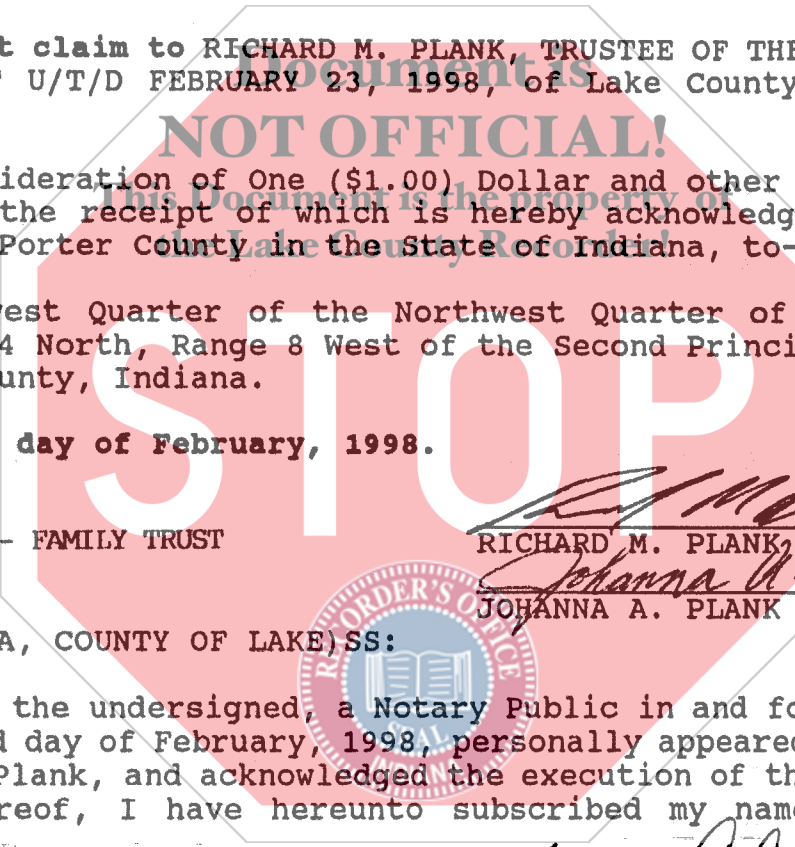 t claim to RICHARD M. PLANK, TRUSTEE OF THE
U/T/D FEBRUARY 23, 1998, of Lake County,
Document is
NOT OFFICIAL!
ideration of One ($1.00) Dollar and other
This Document is the property of
the receipt of which is hereby acknowledg
Porter County in the State of Indiana, to-
the Lake County Recorder!
est Quarter of the Northwest Quarter of
4 North, Range 8 West of the Second Princi
unty, Indiana.
STOP
day of February, 1998.
- FAMILY TRUST
RICHARD M. PLANK
Johanna A.
JOHANNA A. PLANK
RECORDER'S OFFICE
SEAL
INDIANA
A, COUNTY OF LAKE)SS:
the undersigned, a Notary Public in and fo
d day of February, 1998, personally appeared
Plank, and acknowledged the execution of th
reof, I have hereunto subscribed my name